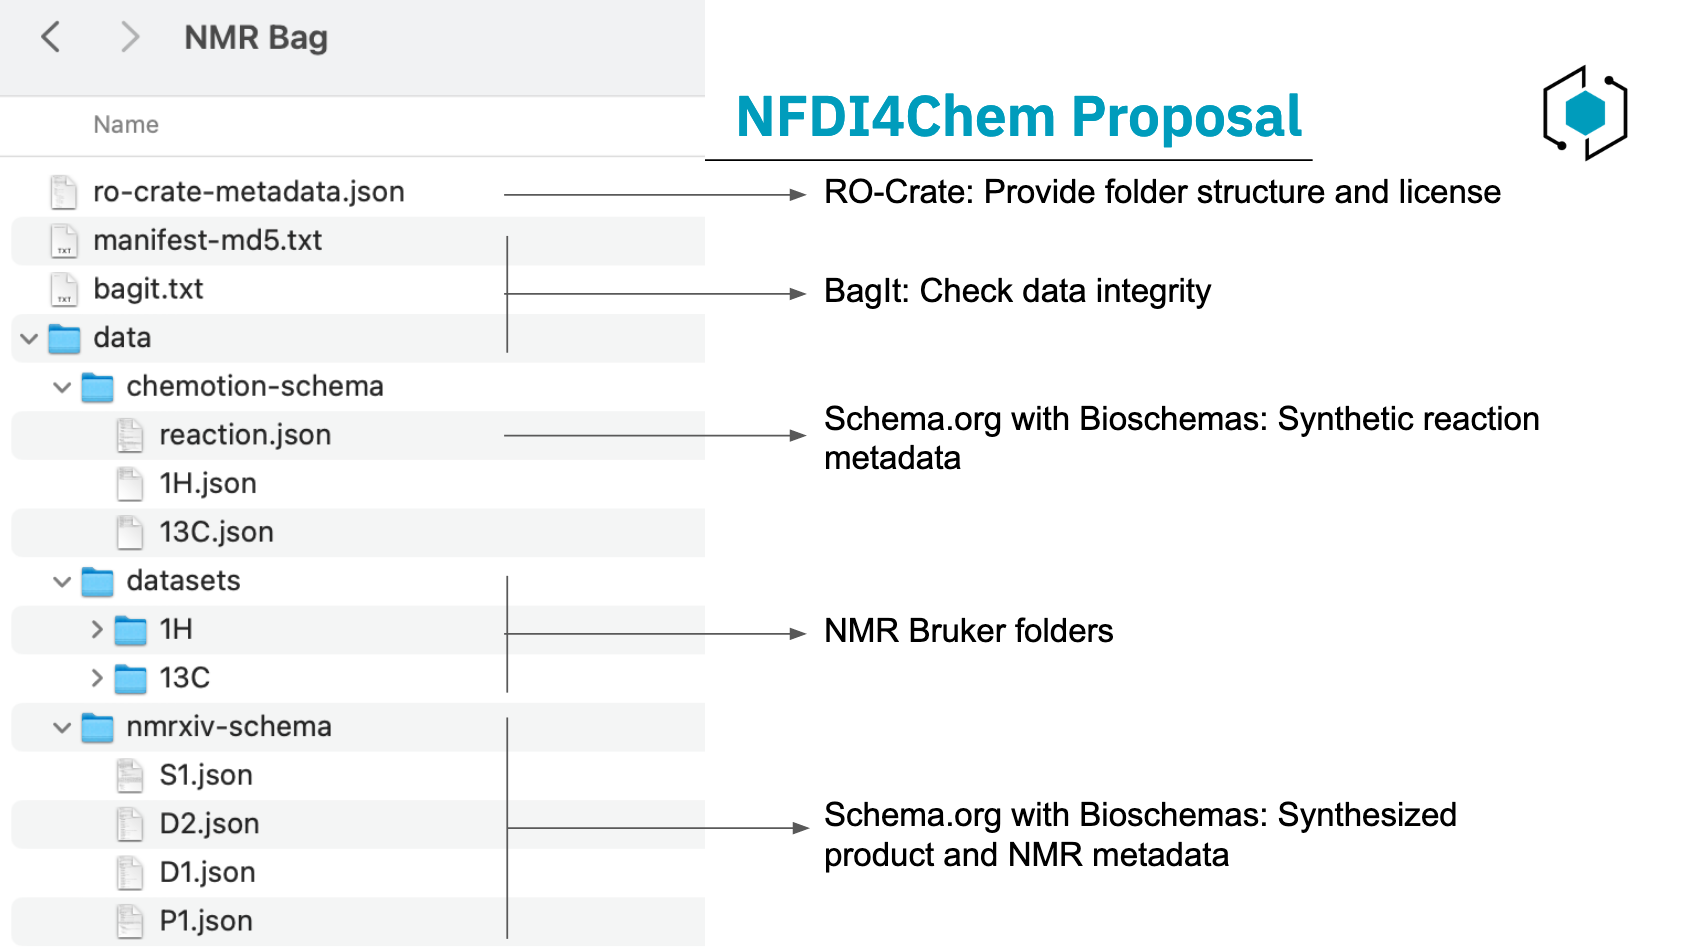 NMR Bag
Name
NFDI4Chem Proposal
ro-crate-metadata.json
RO-Crate: Provide folder structure and license
manifest-md5.txt
TXT
bagit.txt
TXT
BagIt: Check data integrity
data
chemotion-schema
reaction.json
Schema.org with Bioschemas: Synthetic reaction
metadata
1H.json
13C.json
datasets
1H
NMR Bruker folders
13C
nmrxiv-schema
S1.json
D2.json
Schema.org with Bioschemas: Synthesized
product and NMR metadata
D1.json
P1.json